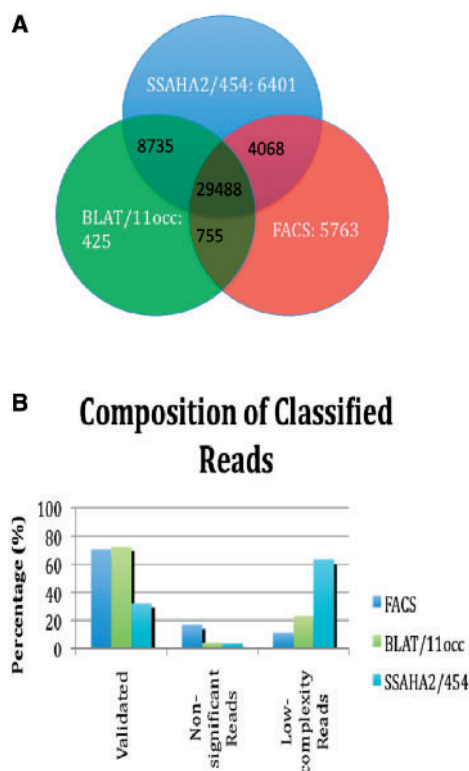 A
SSAHA2/454: 6401
8735
4068
29488
BLAT/11occ:
425
755
FACS: 5763
B
Composition of Classified
Reads
Percentage (%)
100
80
60
40
20
0
Validated
Non-
significant
Reads
Low-
complexity
Reads
FACS
BLAT/11occ
SSAHA2/454